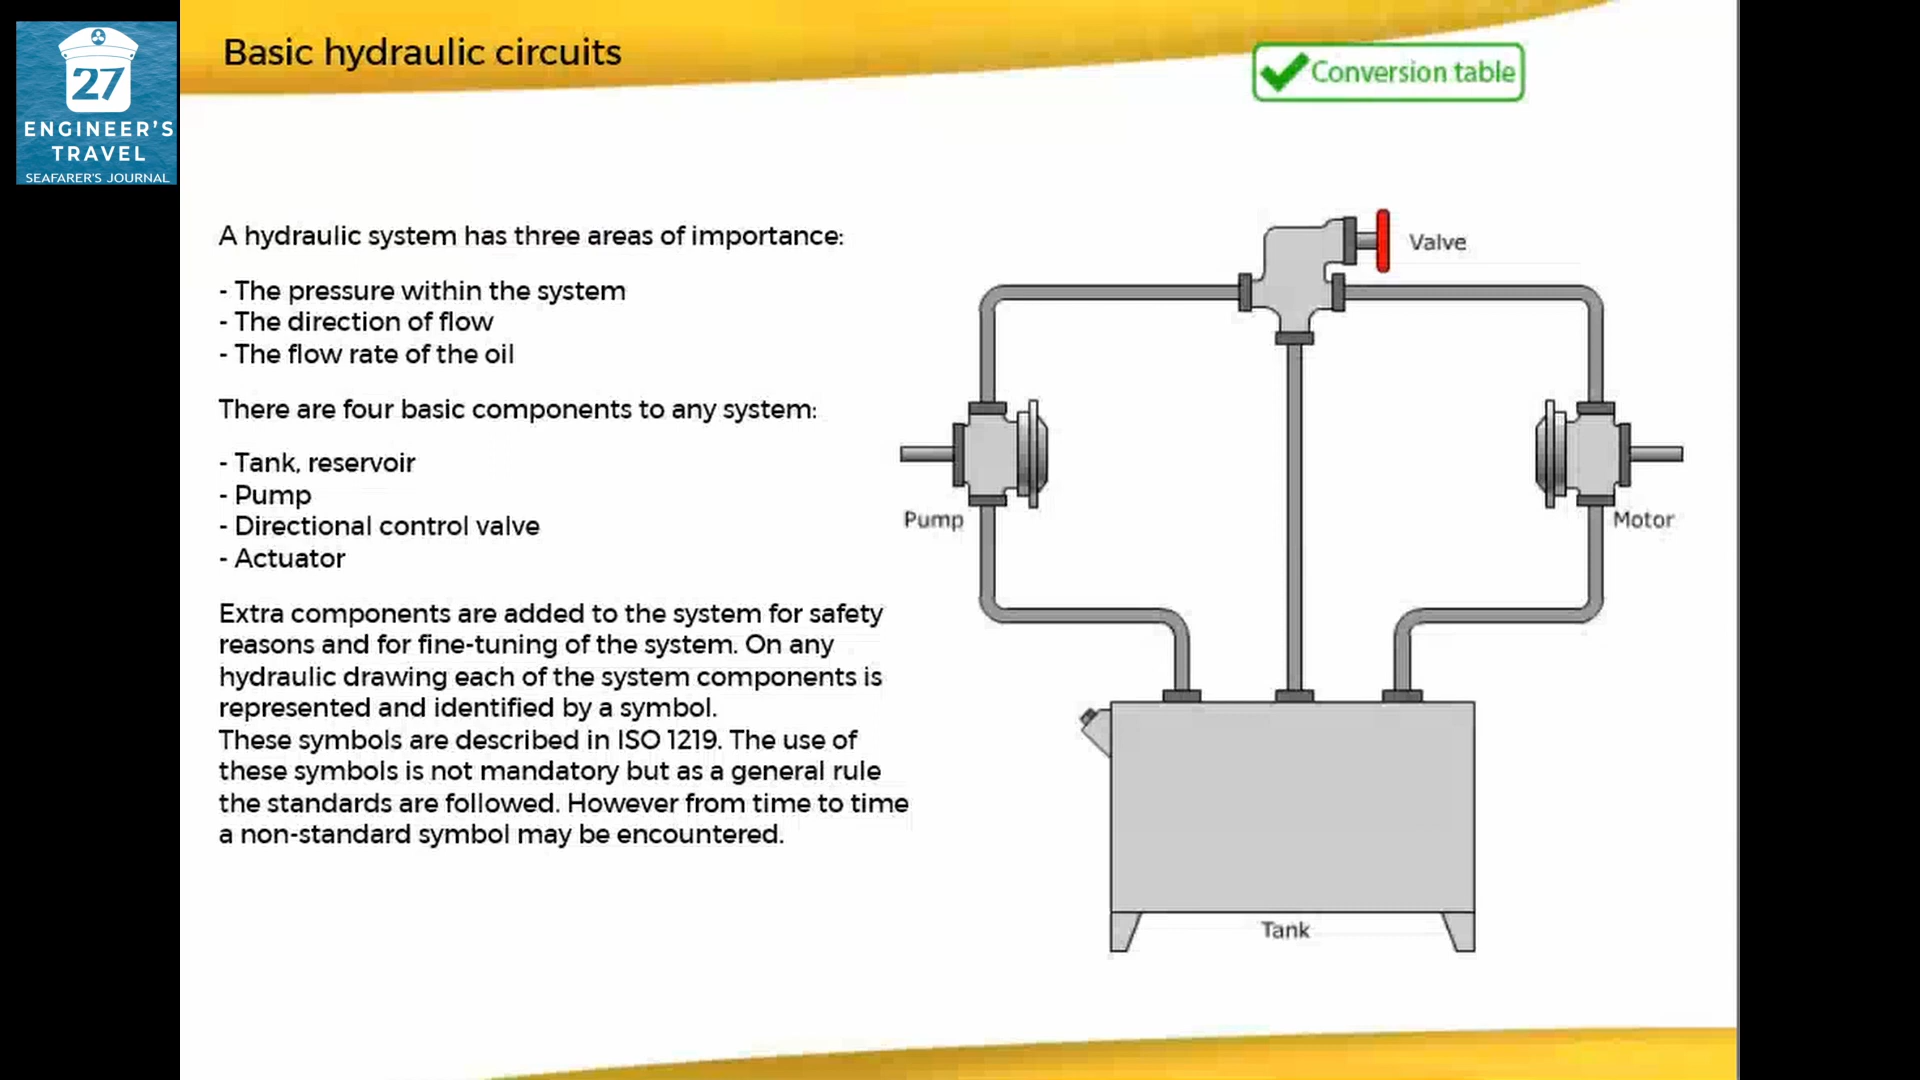 27
ENGINEER'S
TRAVEL
SEAFARER'S JOURNAL
Basic hydraulic circuits
Conversion table
A hydraulic system has three areas of importance:
- The pressure within the system
- The direction of flow
- The flow rate of the oil
There are four basic components to any system:
- Tank, reservoir
- Pump
- Directional control valve
- Actuator
Extra components are added to the system for safety
reasons and for fine-tuning of the system. On any
hydraulic drawing each of the system components is
represented and identified by a symbol.
These symbols are described in ISO 1219. The use of
these symbols is not mandatory but as a general rule
the standards are followed. However from time to time
a non-standard symbol may be encountered.
Valve
Pump
Motor
Tank